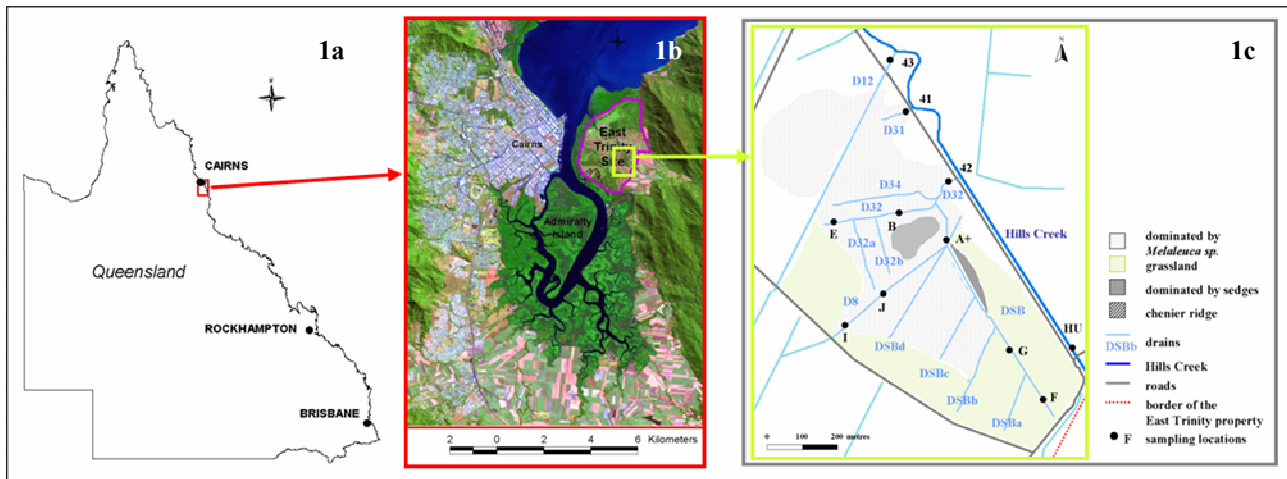 1a
CAIRNS
Queensland
ROCKHAMPTON
BRISBANE
1b
Cairns
East
Trinity
Site
Admiralty
Island
2 0 2 4 6 Kilometers
1c
N
43
D12
41
D31
42
D34
D32
D32
B
E
A+
Hills Creek
D32a
D32b
D8
J
DSB
I
HU
DSBd
G
DSBc
DSBb
F
DSBa
0 100 200 metres
dominated by
Melaleuca sp.
grassland
dominated by sedges
chenier ridge
DSBb drains
Hills Creek
roads
border of the
East Trinity property
F sampling locations